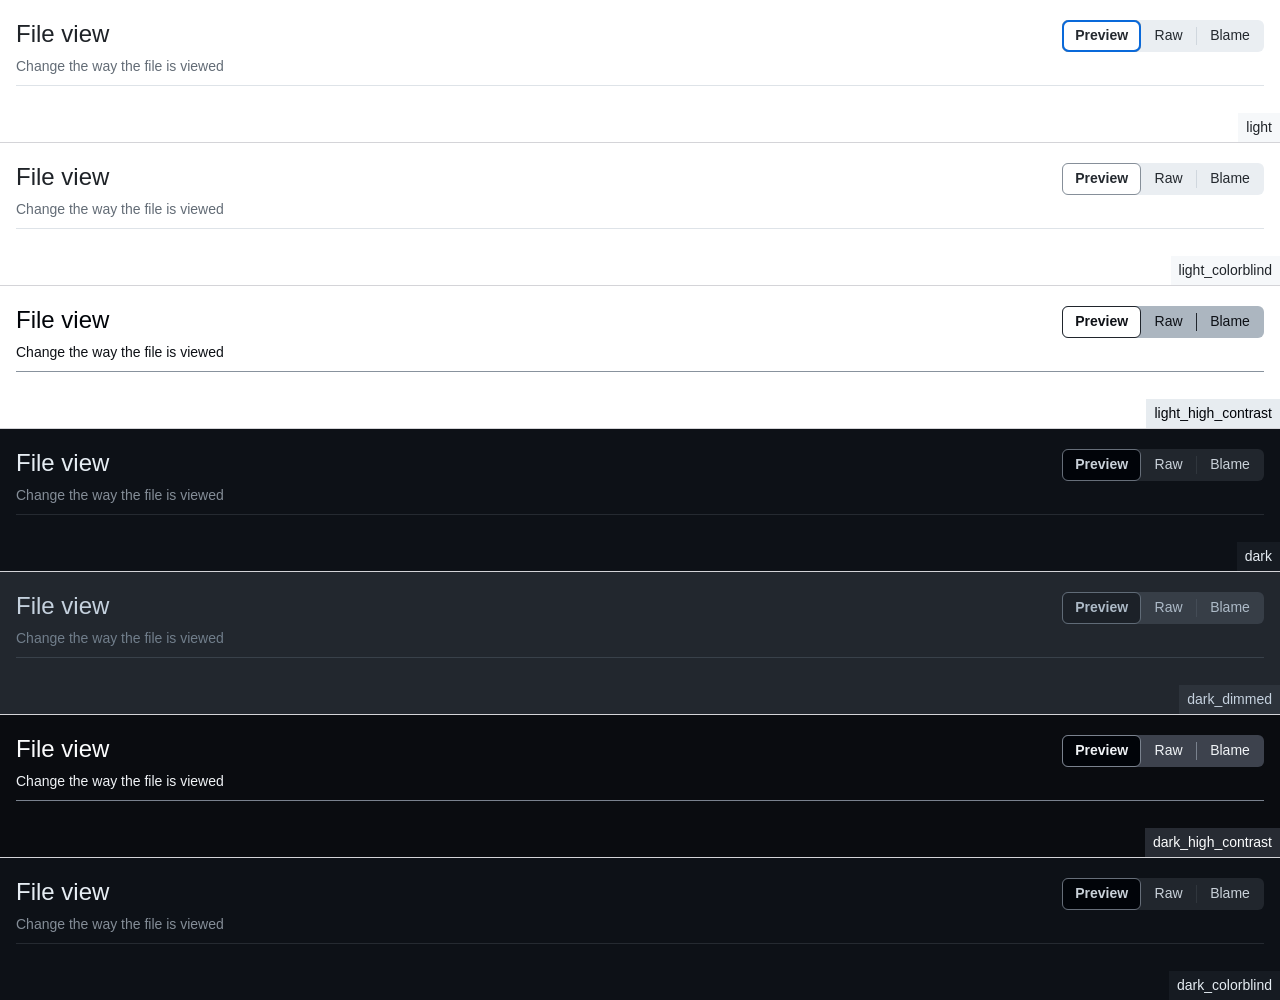 File view
Preview Raw Blame
Change the way the file is viewed
light
File view
Preview Raw Blame
Change the way the file is viewed
light_colorblind
File view
Preview Raw Blame
Change the way the file is viewed
light_high_contrast
File view
Preview Raw Blame
Change the way the file is viewed
dark
File view
Preview Raw Blame
Change the way the file is viewed
dark_dimmed
File view
Preview Raw Blame
Change the way the file is viewed
dark_high_contrast
File view
Preview Raw Blame
Change the way the file is viewed
dark_colorblind